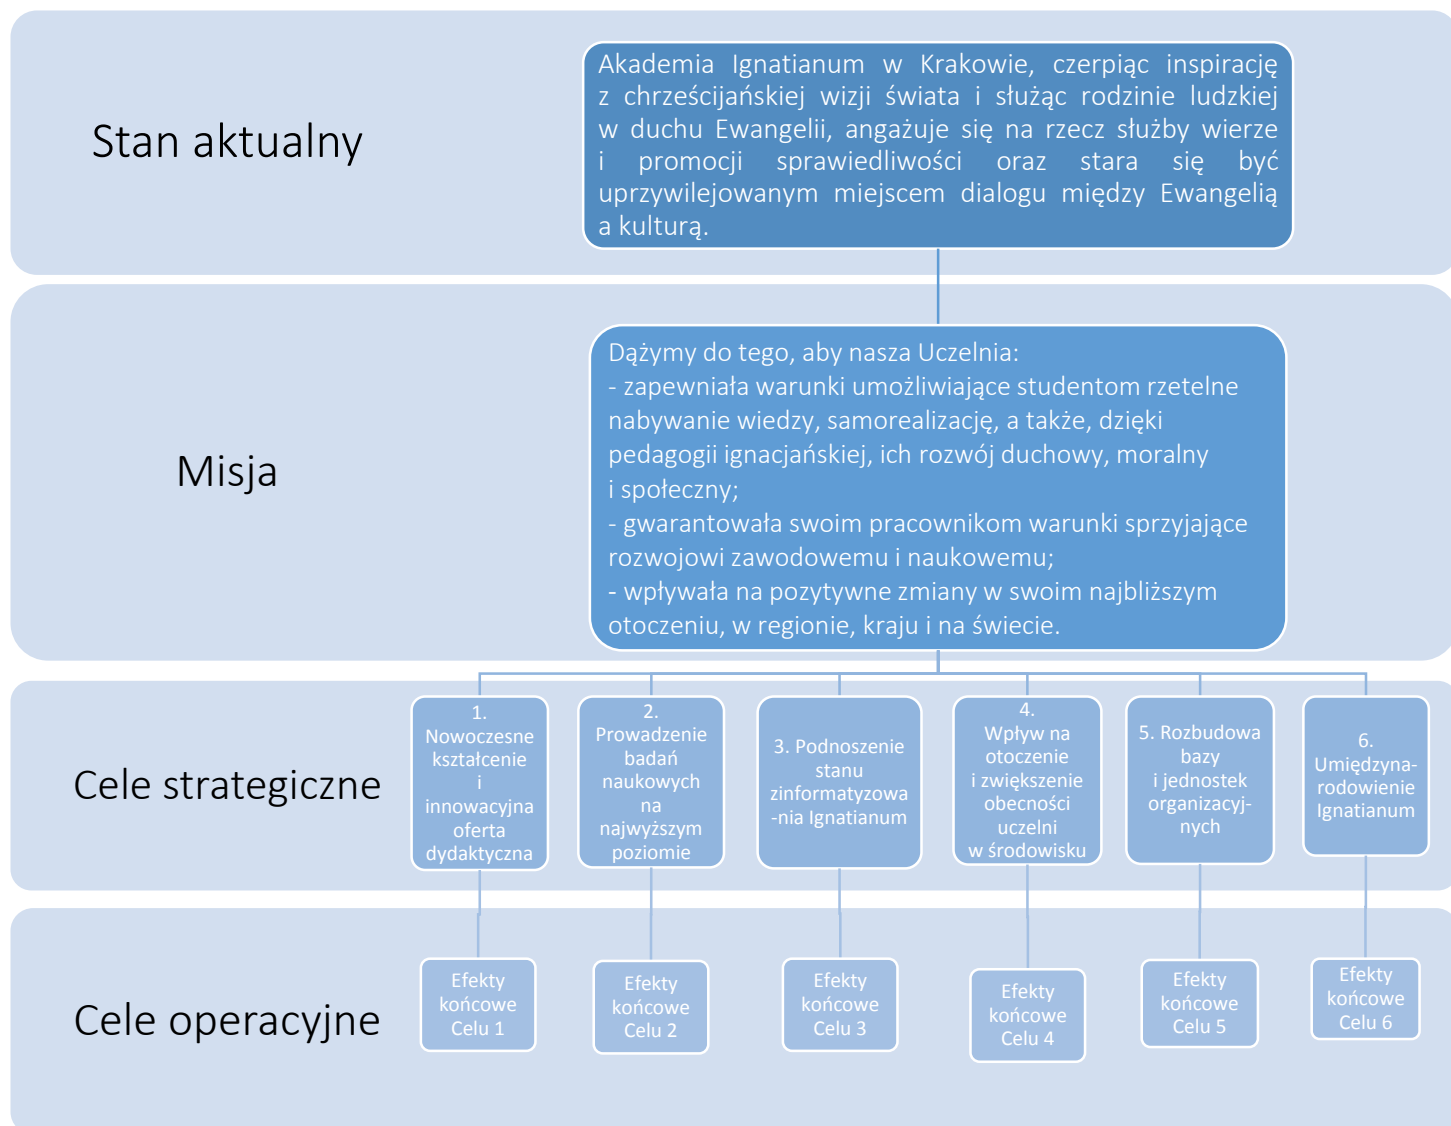 Stan aktualny
Akademia Ignatianum w Krakowie, czerpiąc inspirację
z chrześcijańskiej wizji świata i służąc rodzinie ludzkiej
w duchu Ewangelii, angażuje się na rzecz służby wierze
i promocji sprawiedliwości oraz stara się być
uprzywilejowanym miejscem dialogu między Ewangelią
a kulturą.
Misja
Dążymy do tego, aby nasza Uczelnia:
- zapewniała warunki umożliwiające studentom rzetelne
nabywanie wiedzy, samorealizację, a także, dzięki
pedagogii ignacjańskiej, ich rozwój duchowy, moralny
i społeczny;
- gwarantowała swoim pracownikom warunki sprzyjające
rozwojowi zawodowemu i naukowemu;
- wpływała na pozytywne zmiany w swoim najbliższym
otoczeniu, w regionie, kraju i na świecie.
Cele strategiczne
1.
Nowoczesne
kształcenie
i
innowacyjna
oferta
dydaktyczna
2.
Prowadzenie
badań
naukowych
na
najwyższym
poziomie
3. Podnoszenie
stanu
zinformatyzowa
-nia Ignatianum
4.
Wpływ na
otoczenie
i zwiększenie
obecności
uczelni
w środowisku
5. Rozbudowa
bazy
i jednostek
organizacyj-
nych
6.
Umiędzyna-
rodowienie
Ignatianum
Cele operacyjne
Efekty
końcowe
Celu 1
Efekty
końcowe
Celu 2
Efekty
końcowe
Celu 3
Efekty
końcowe
Celu 4
Efekty
końcowe
Celu 5
Efekty
końcowe
Celu 6